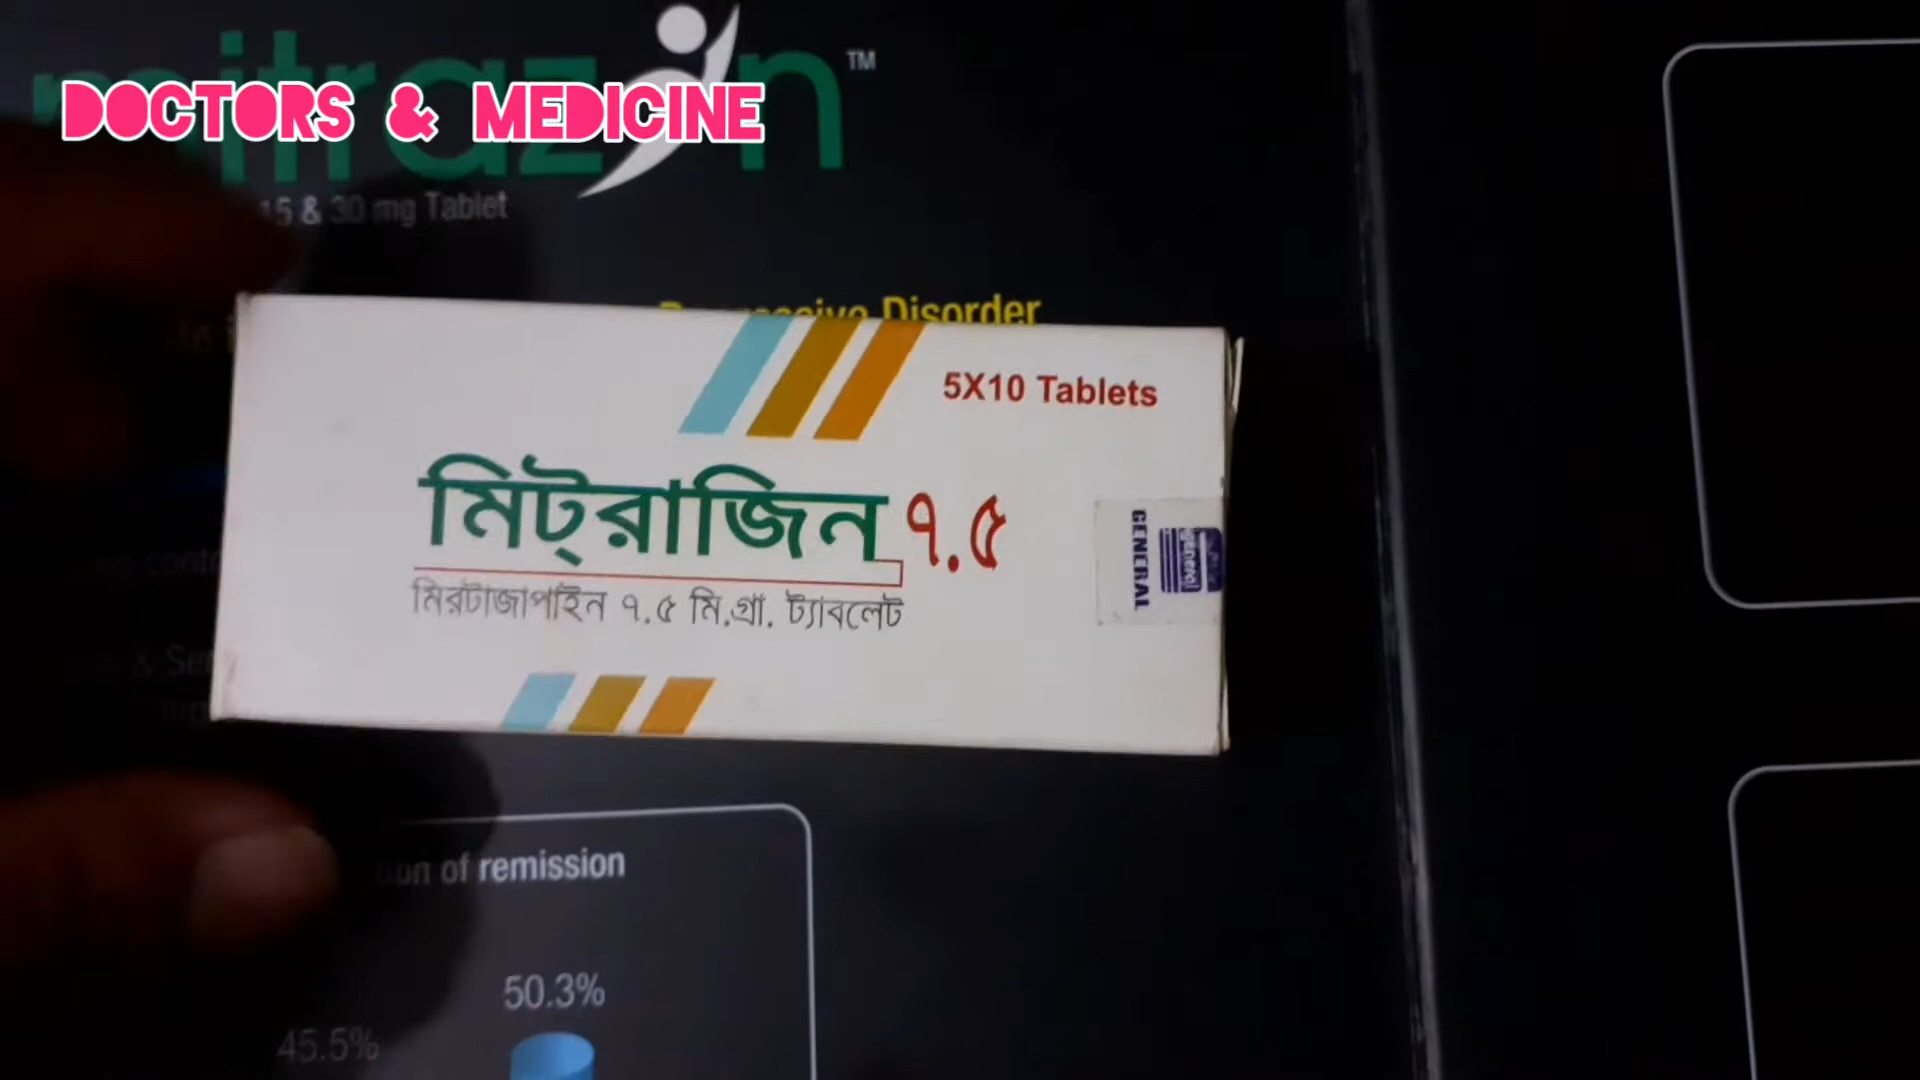 DOCTORS & MEDICINE
15 & 30 mg Tablet
Disorder
5X10 Tablets
মিট্‌রাজিন ৭.৫
মিরটাজাপাইন ৭.৫ মি.গ্রা. ট্যাবলেট
GENERAL
General
of remission
50.3%
45.5%